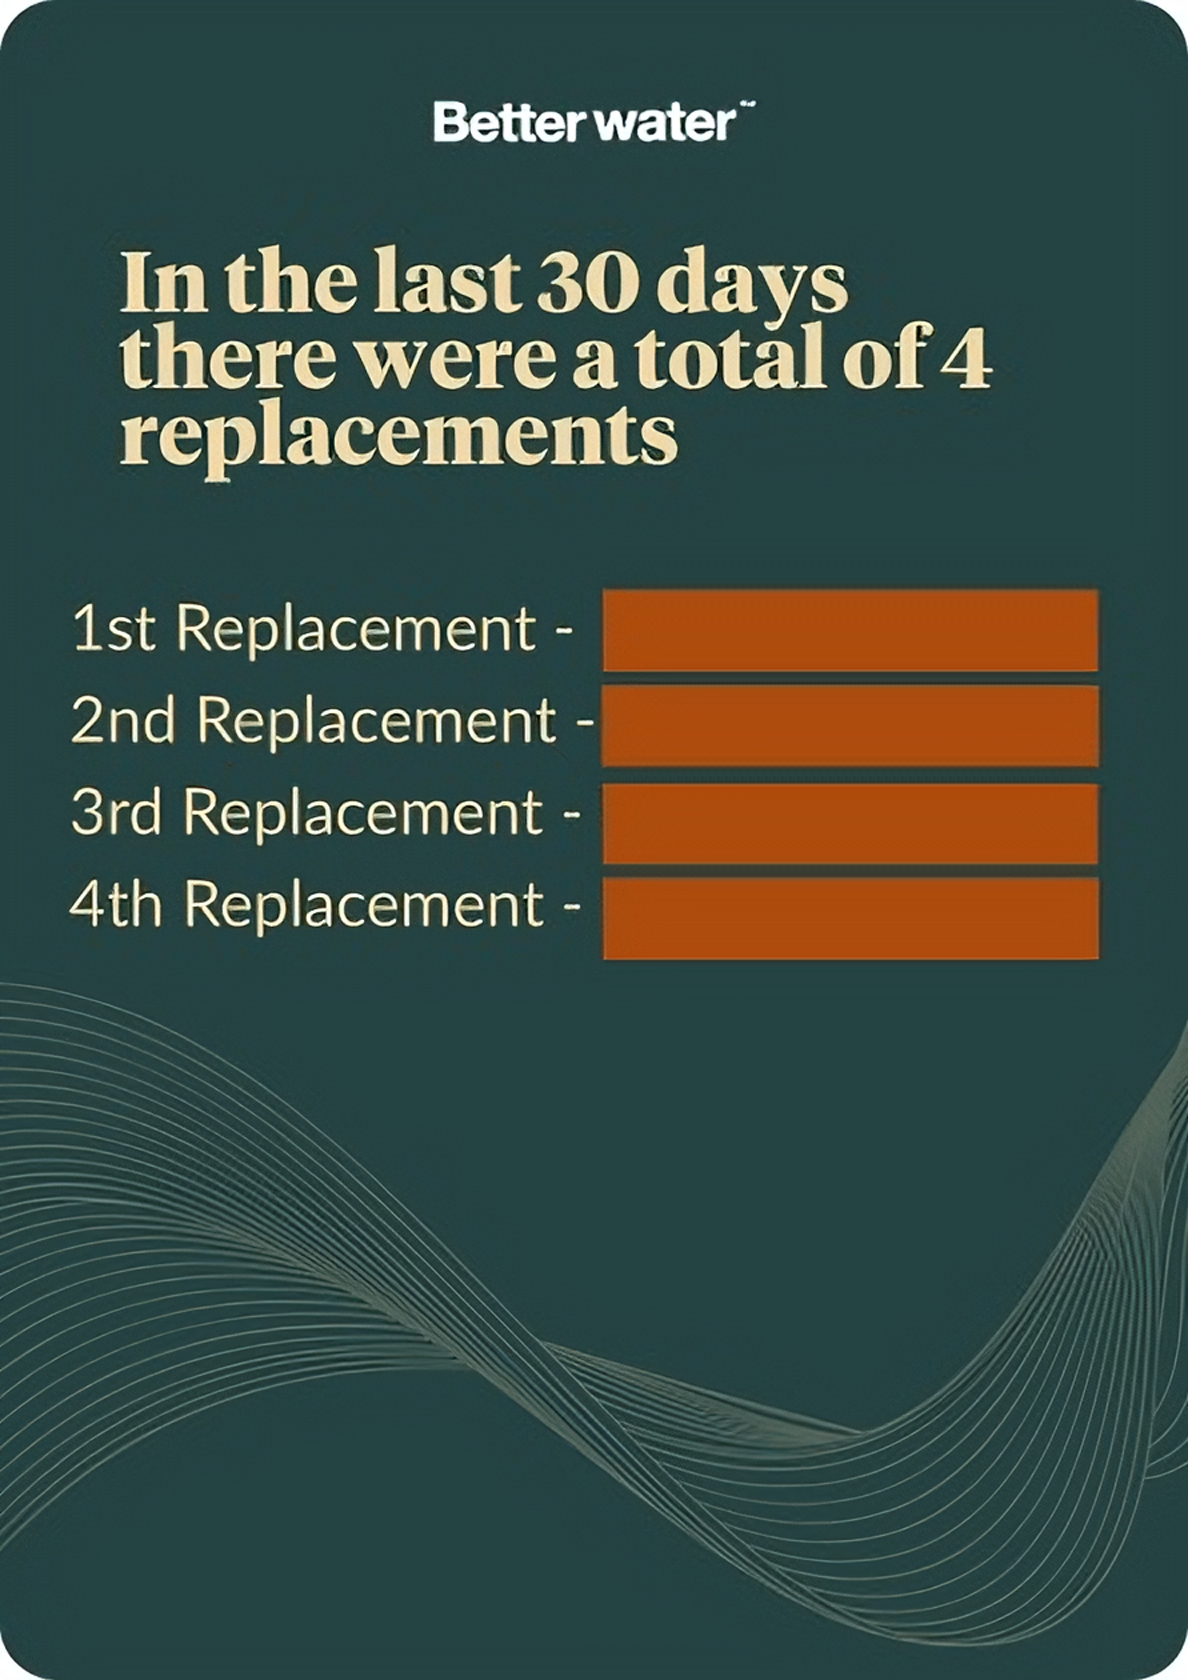 Better water
In the last 30 days
there were a total of 4
replacements
1st Replacement -
2nd Replacement -
3rd Replacement -
4th Replacement -